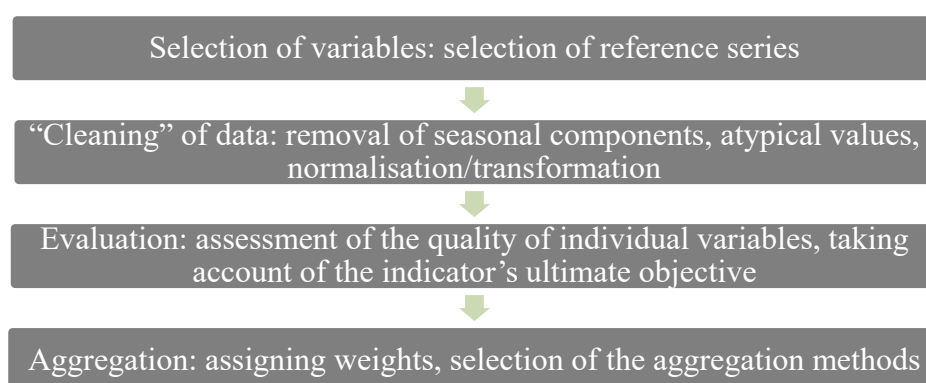 Selection of variables: selection of reference series
“Cleaning” of data: removal of seasonal components, atypical values,
normalisation/transformation
Evaluation: assessment of the quality of individual variables, taking
account of the indicator’s ultimate objective
Aggregation: assigning weights, selection of the aggregation methods